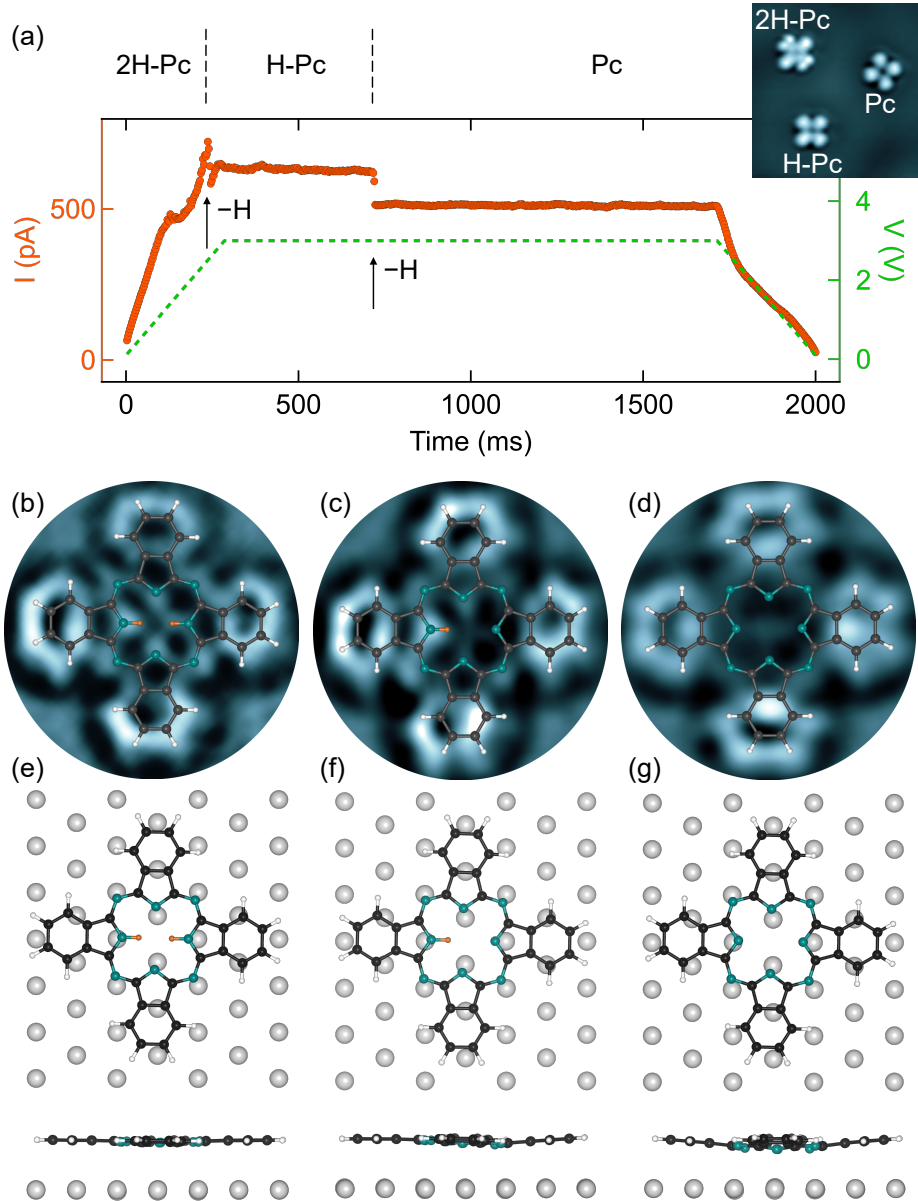 (a)
2H-Pc
H-Pc
Pc
2H-Pc
Pc
H-Pc
I (pA)
500
0
−H
−H
4
2
0
V (V)
0
500
1000
1500
2000
Time (ms)
(b)
(c)
(d)
(e)
(f)
(g)